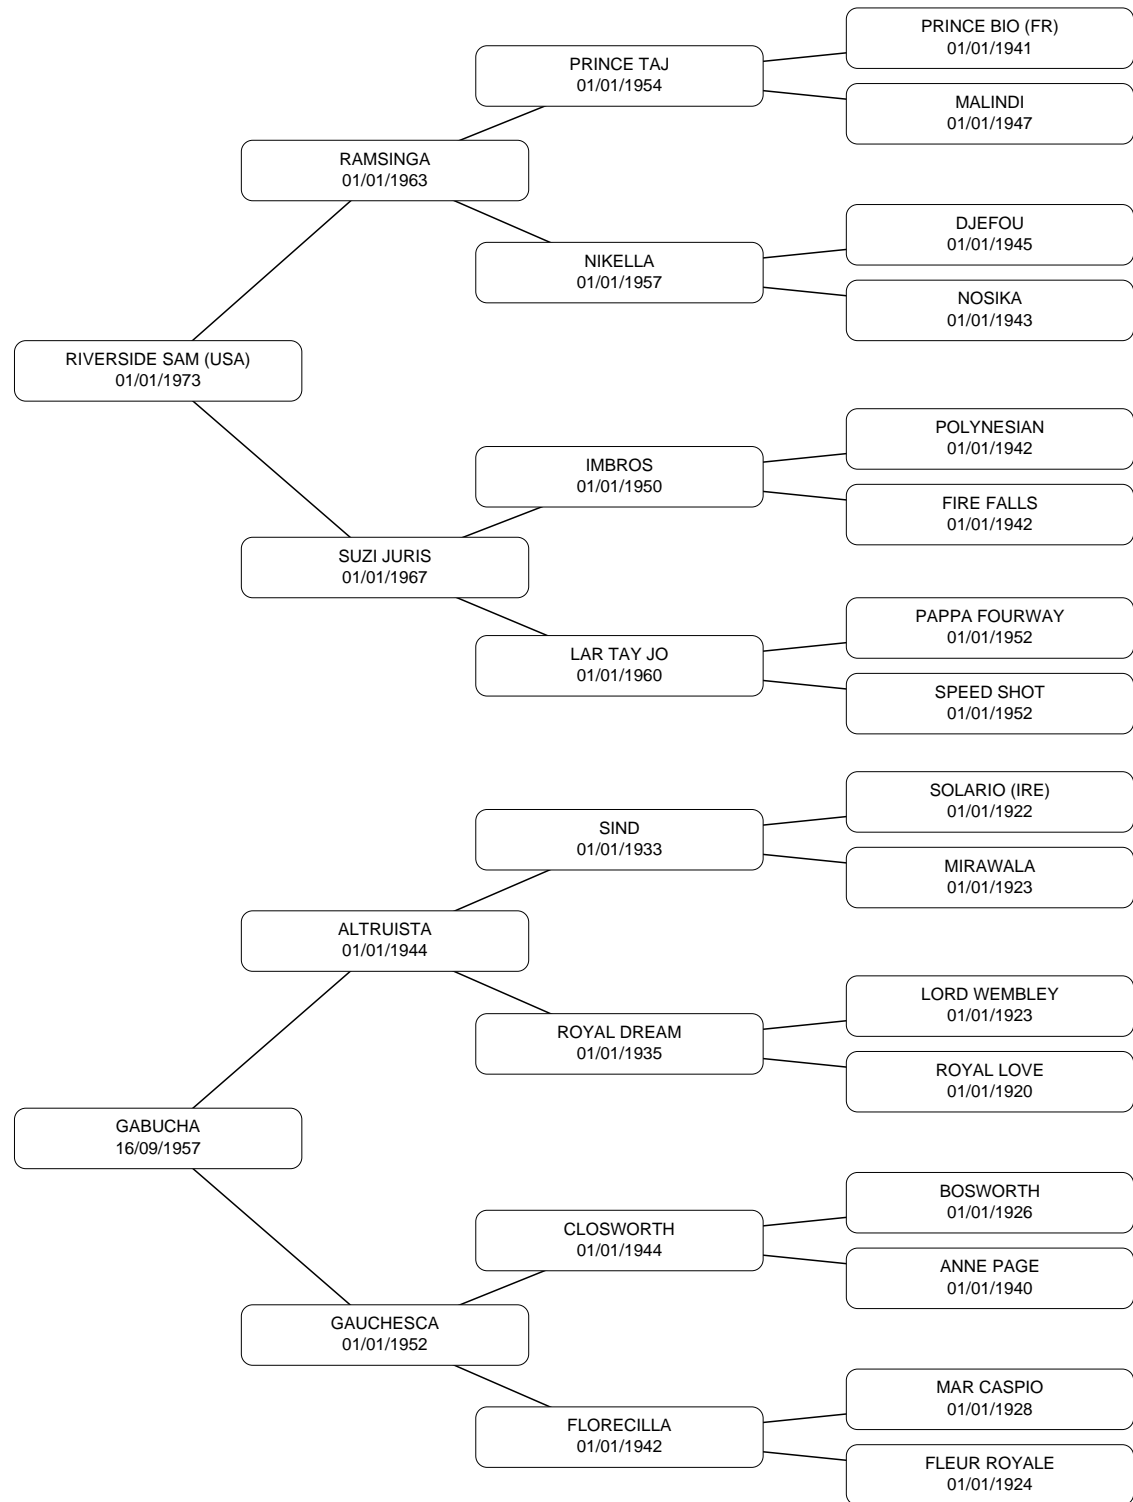 PRINCE BIO (FR)
01/01/1941
PRINCE TAJ
01/01/1954
MALINDI
01/01/1947
RAMSINGA
01/01/1963
DJEFOU
01/01/1945
NIKELLA
01/01/1957
NOSIKA
01/01/1943
RIVERSIDE SAM (USA)
01/01/1973
POLYNESIAN
01/01/1942
IMBROS
01/01/1950
FIRE FALLS
01/01/1942
SUZI JURIS
01/01/1967
PAPPA FOURWAY
01/01/1952
LAR TAY JO
01/01/1960
SPEED SHOT
01/01/1952
SOLARIO (IRE)
01/01/1922
SIND
01/01/1933
MIRAWALA
01/01/1923
ALTRUISTA
01/01/1944
LORD WEMBLEY
01/01/1923
ROYAL DREAM
01/01/1935
ROYAL LOVE
01/01/1920
GABUCHA
16/09/1957
BOSWORTH
01/01/1926
CLOSWORTH
01/01/1944
ANNE PAGE
01/01/1940
GAUCHESCA
01/01/1952
MAR CASPIO
01/01/1928
FLORECILLA
01/01/1942
FLEUR ROYALE
01/01/1924